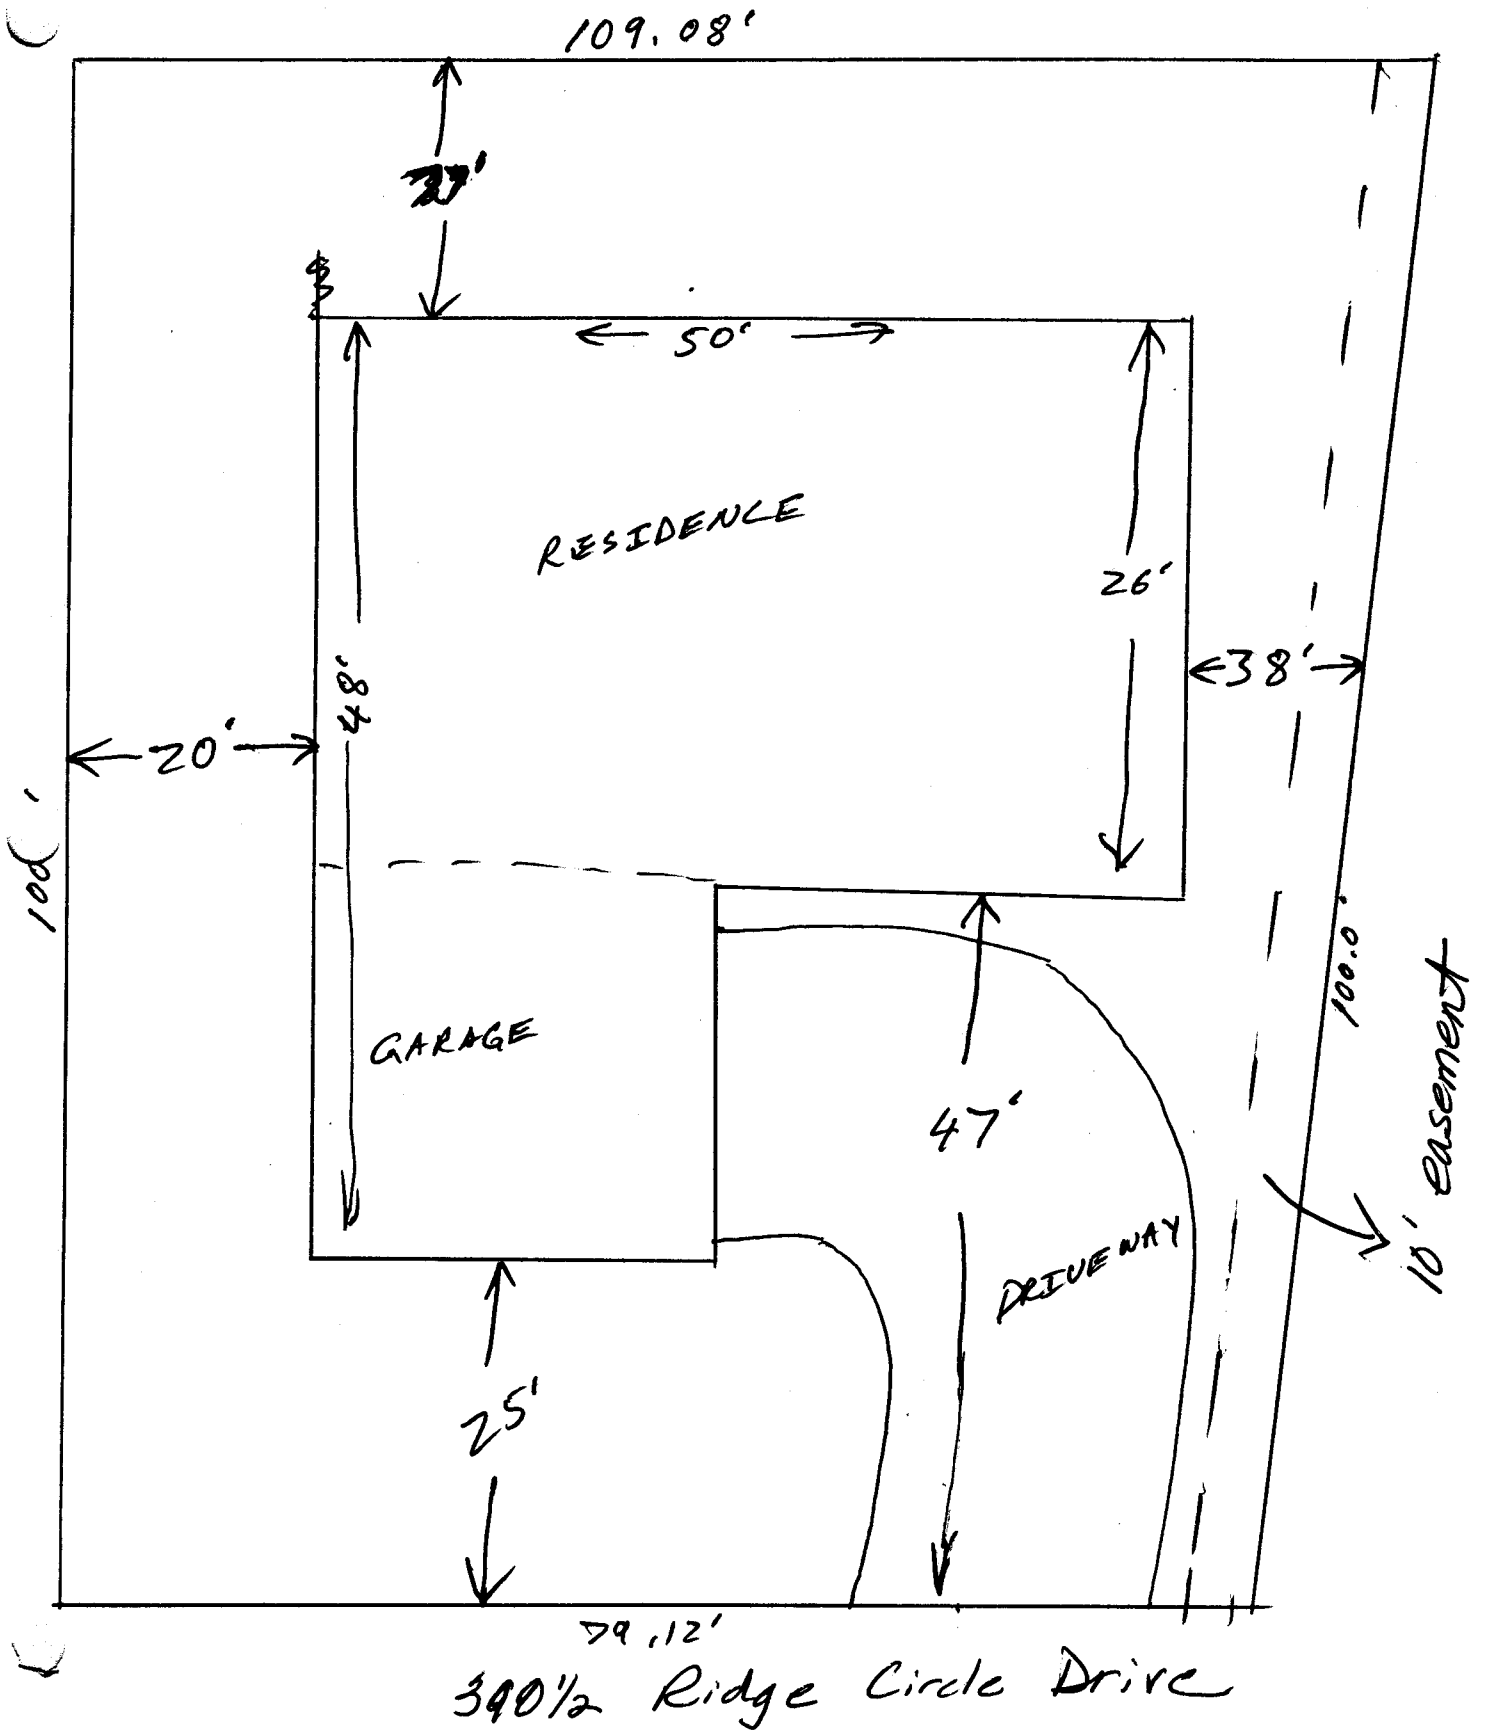 109.08'
27'
50'
RESIDENCE
26'
38'
48'
20'
100'
100.0'
GARAGE
47'
10' easement
DRIVEWAY
25'
79.12'
390½ Ridge Circle Drive